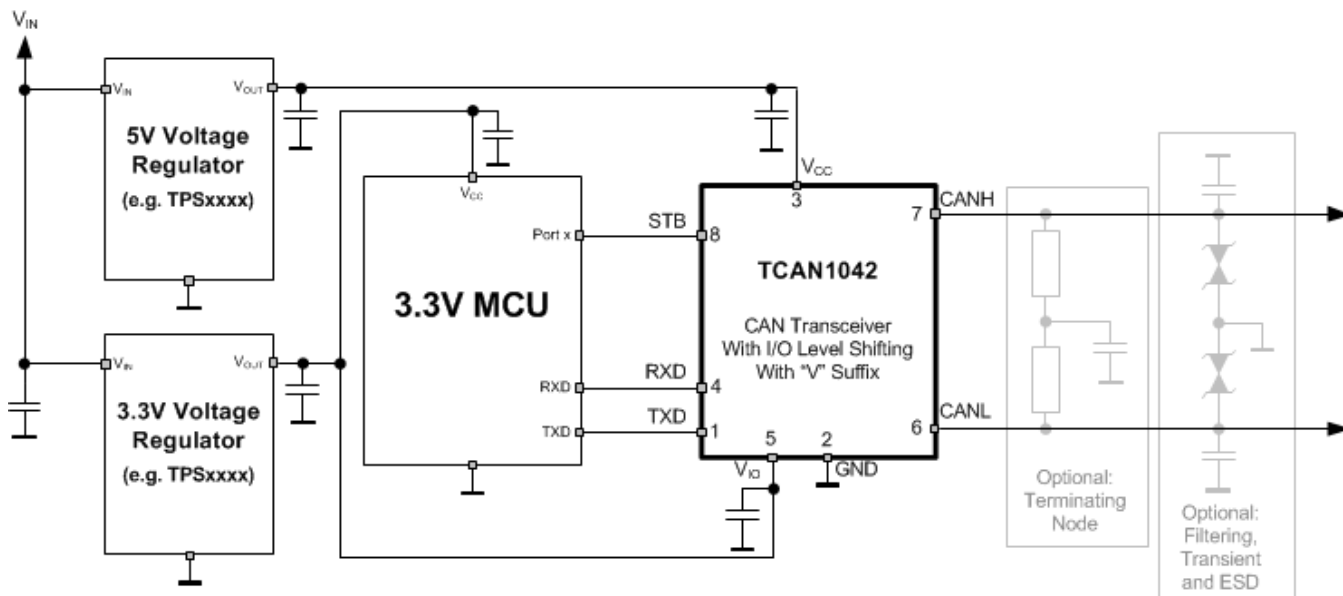 VIN
VIN
VOUT
5V Voltage
Regulator
(e.g. TPSxxxx)
VIN
VOUT
3.3V Voltage
Regulator
(e.g. TPSxxxx)
VCC
Port x
3.3V MCU
RXD
TXD
STB
RXD
TXD
VCC
3
8
7
CANH
TCAN1042
CAN Transceiver
With I/O Level Shifting
With "V" Suffix
4
1
5
2
6
CANL
VIO
GND
Optional:
Terminating
Node
Optional:
Filtering,
Transient
and ESD